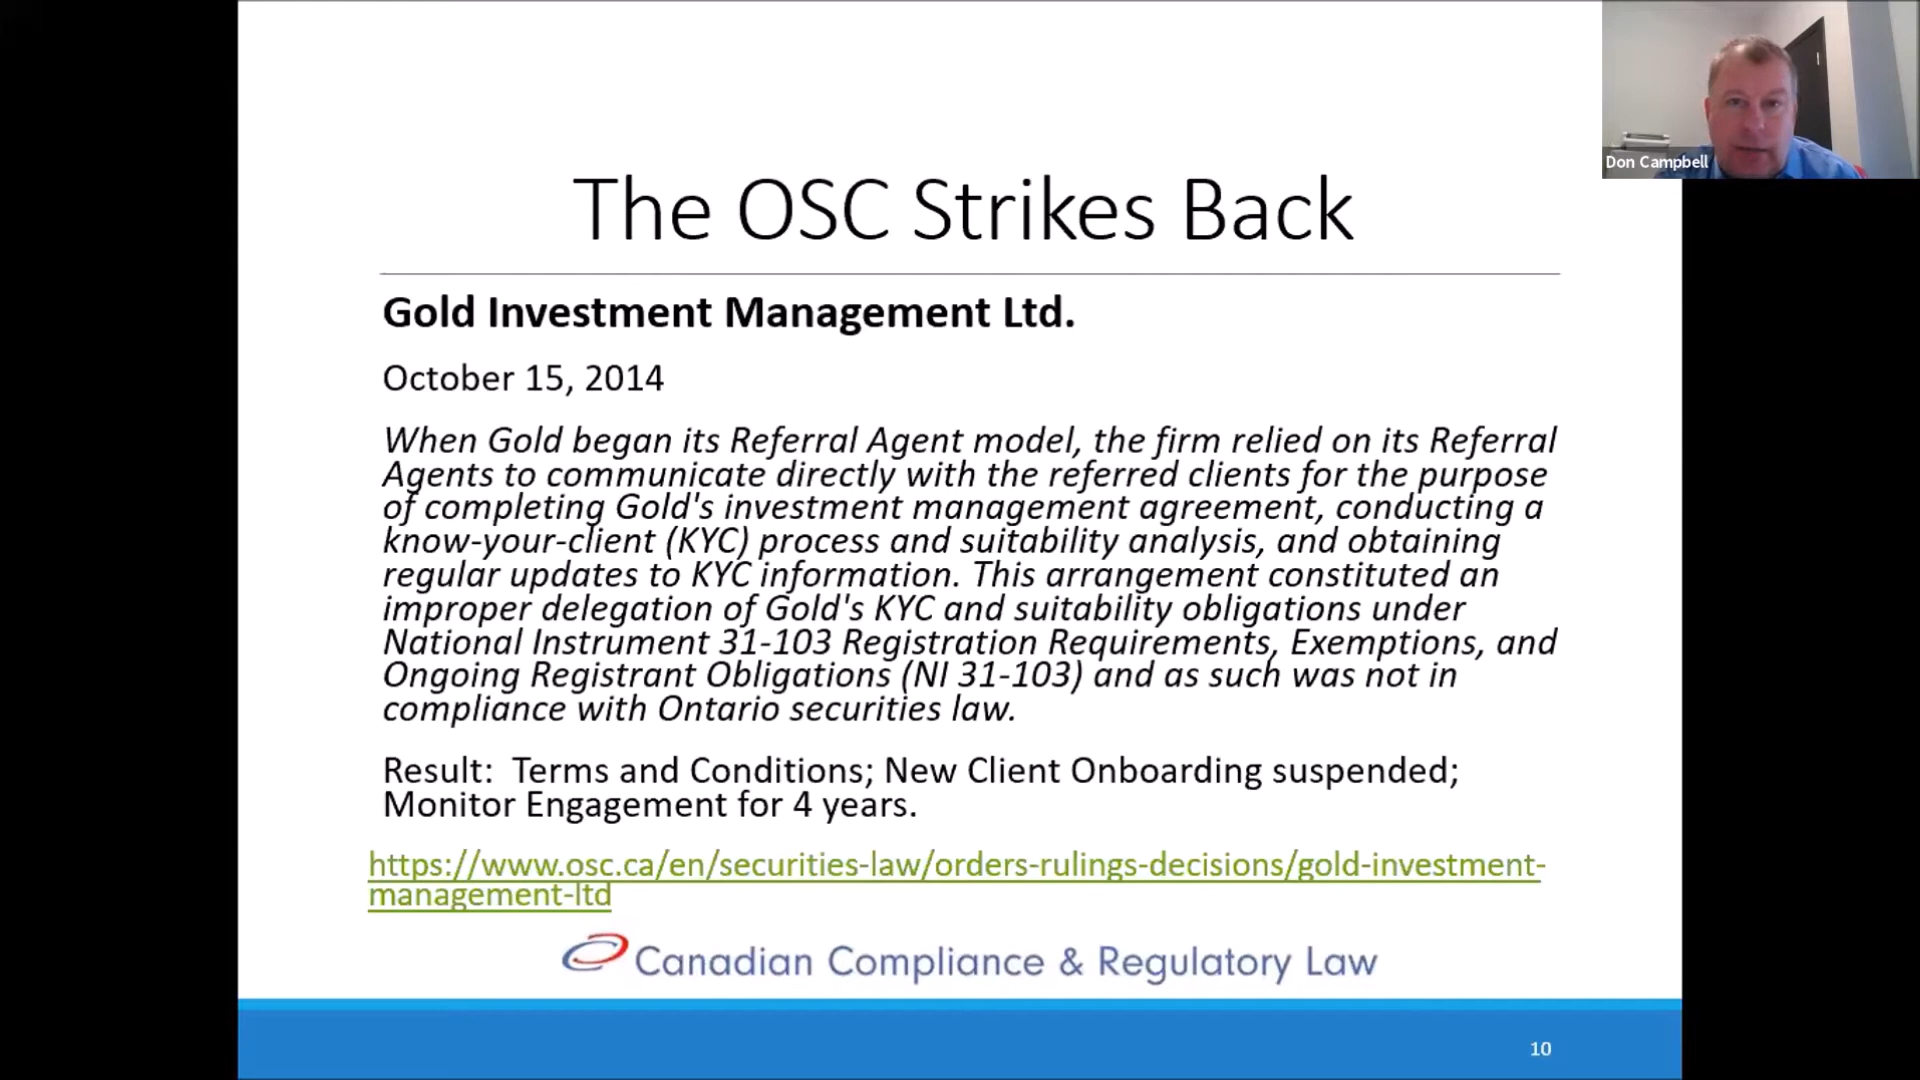 Don Campbell
The OSC Strikes Back
Gold Investment Management Ltd.
October 15, 2014
When Gold began its Referral Agent model, the firm relied on its Referral
Agents to communicate directly with the referred clients for the purpose
of completing Gold's investment management agreement, conducting a
know-your-client (KYC) process and suitability analysis, and obtaining
regular updates to KYC information. This arrangement constituted an
improper delegation of Gold's KYC and suitability obligations under
National Instrument 31-103 Registration Requirements, Exemptions, and
Ongoing Registrant Obligations (NI 31-103) and as such was not in
compliance with Ontario securities law.
Result:  Terms and Conditions; New Client Onboarding suspended;
Monitor Engagement for 4 years.
https://www.osc.ca/en/securities-law/orders-rulings-decisions/gold-investment-
management-ltd
Canadian Compliance & Regulatory Law
10